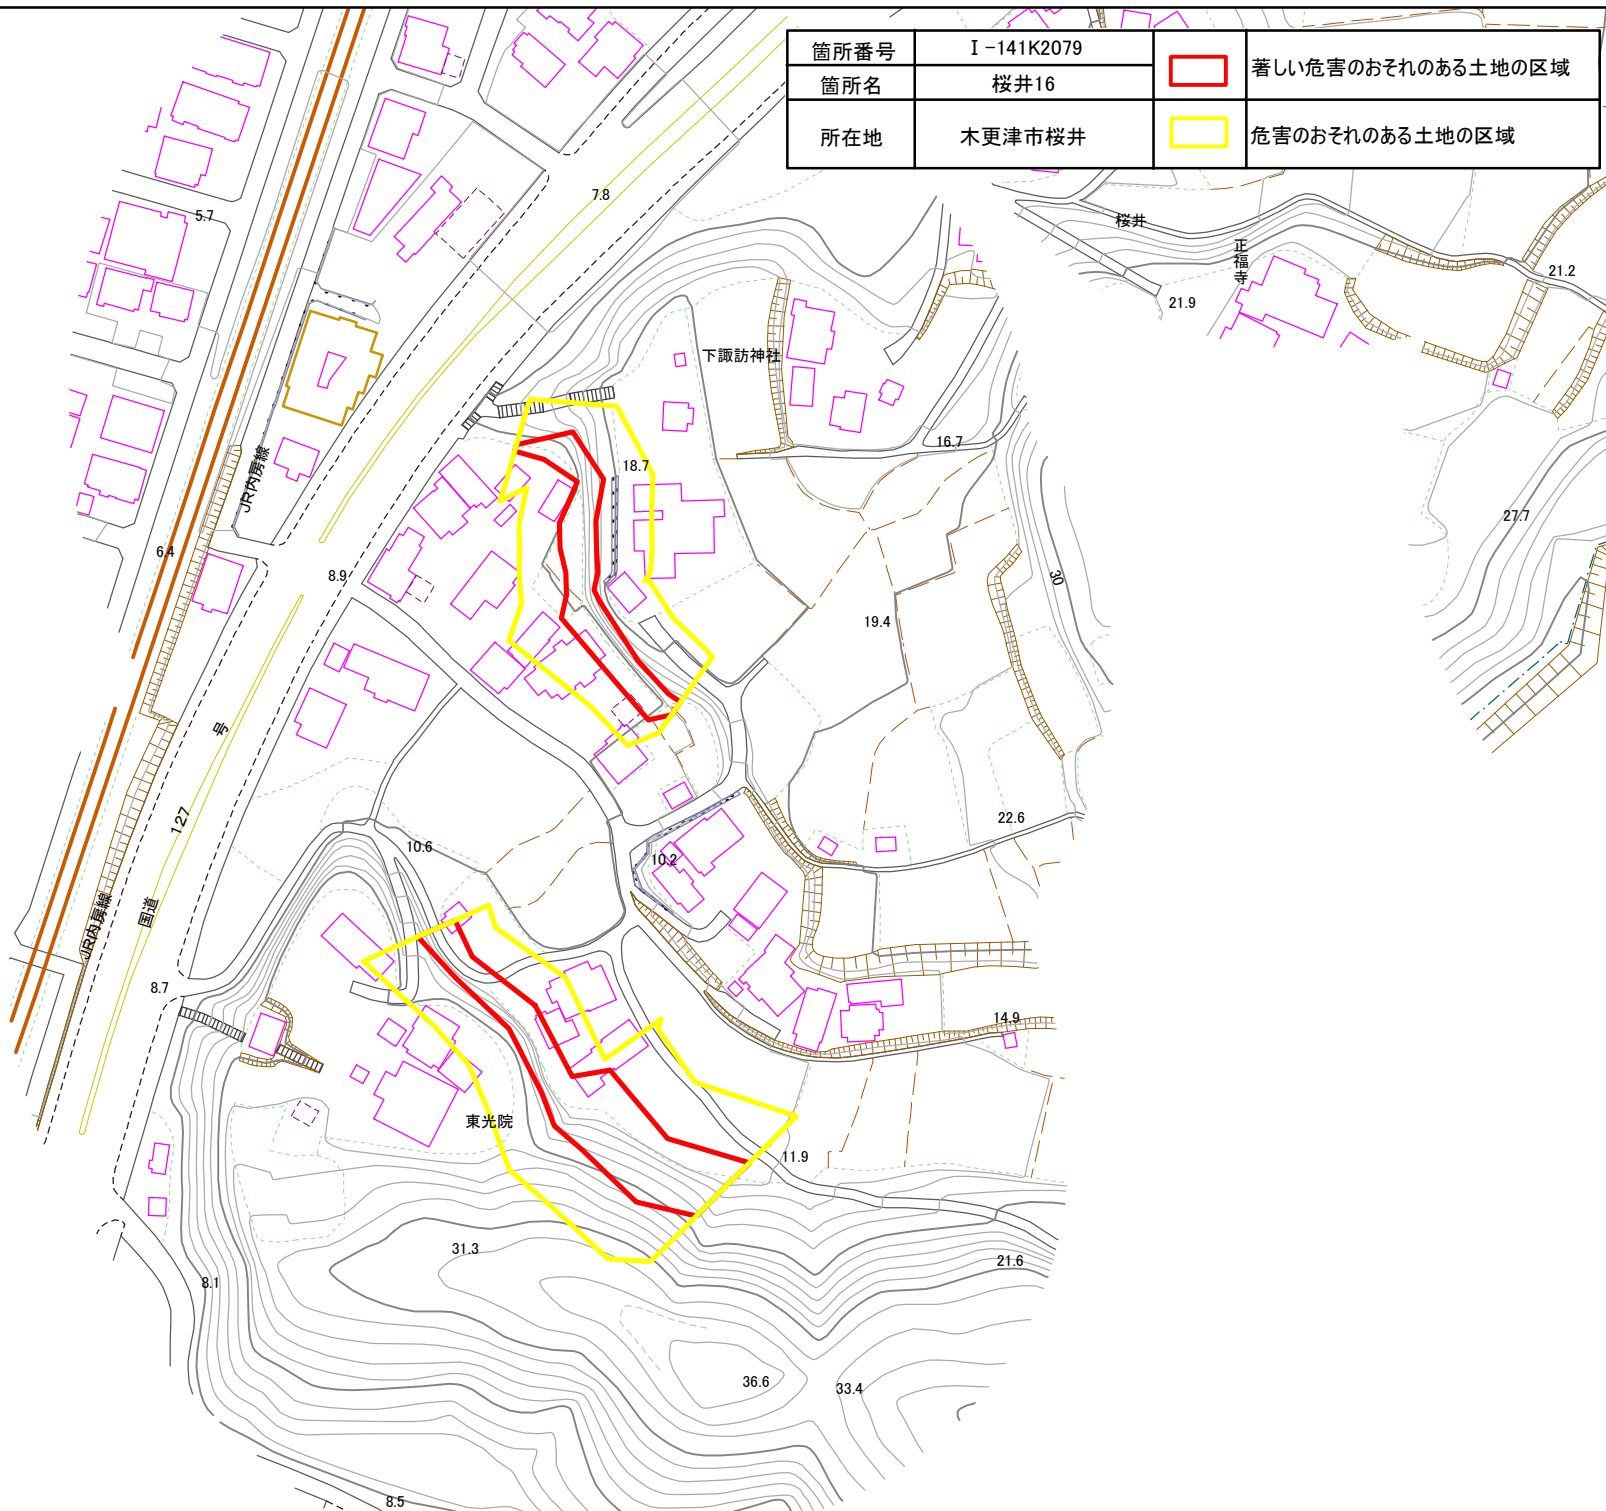 箇所番号 Ⅰ-141K2079
箇所名 桜井16
所在地 木更津市桜井
著しい危害のおそれのある土地の区域
危害のおそれのある土地の区域
7.8
5.7
桜井
正福寺
21.2
21.9
下諏訪神社
16.7
18.7
JR内房線
27.7
6.4
8.9
30
19.4
号
127
国道
22.6
10.6
10.2
JR内房線
8.7
14.9
東光院
11.9
31.3
21.6
8.1
36.6
33.4
8.5